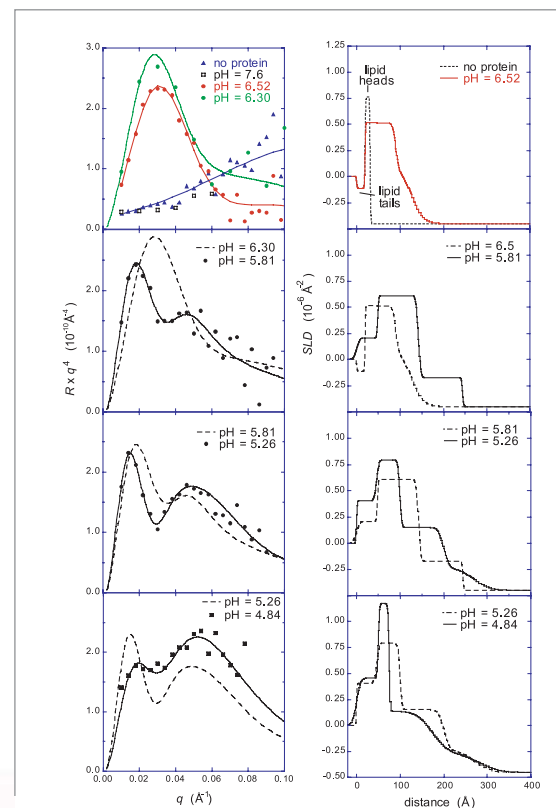 3.0
2.0
1.0
0.0
no protein
pH = 7.6
pH = 6.52
pH = 6.30
1.25
1.00
0.75
0.50
0.25
0.00
-0.25
no protein
pH = 6.52
lipid
heads
lipid
tails
2.0
1.0
0.0
pH = 6.30
pH = 5.81
1.00
0.75
0.50
0.25
0.00
-0.25
pH = 6.5
pH = 5.81
2.0
1.0
0.0
pH = 5.81
pH = 5.26
1.00
0.75
0.50
0.25
0.00
-0.25
pH = 5.81
pH = 5.26
2.0
1.0
0.0
pH = 5.26
pH = 4.84
1.00
0.75
0.50
0.25
0.00
-0.25
-0.50
pH = 5.26
pH = 4.84
0.00 0.02 0.04 0.06 0.08 0.10
0 100 200 300 400
q (Å⁻¹)
distance (Å)
R x q⁴ (10⁻¹⁰Å⁻⁴)
SLD (10⁻⁶ Å⁻²)